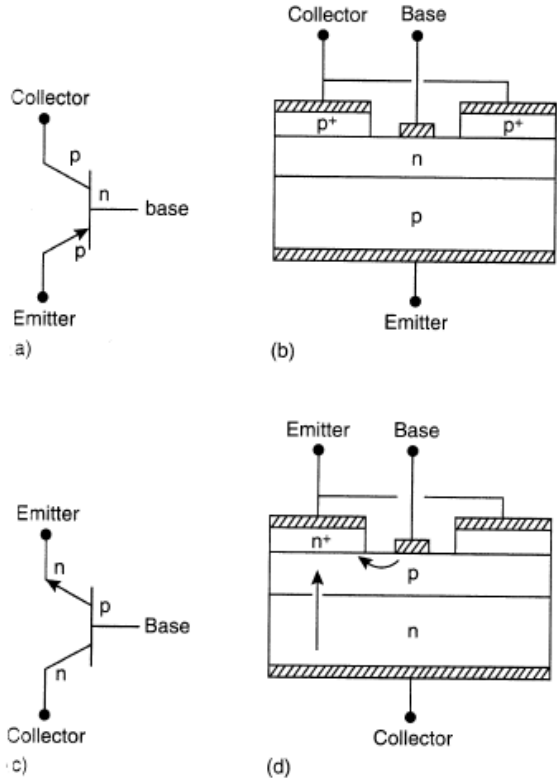 Collector
p
n
base
p
Emitter
a)
Collector Base
p+ p+
n
p
Emitter
(b)
Emitter
n
p
Base
n
Collector
c)
Emitter Base
n+
p
n
Collector
(d)